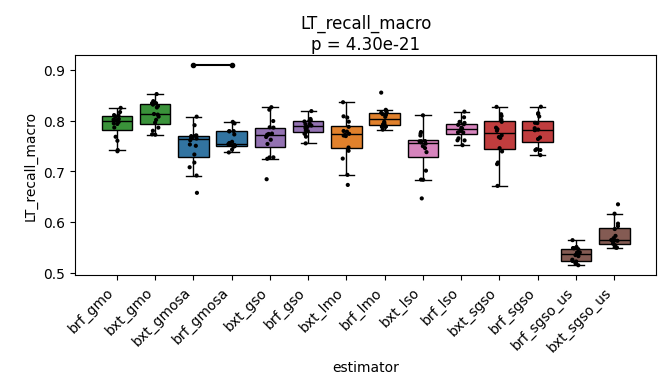 LT_recall_macro
p = 4.30e-21
LT_recall_macro
0.9
0.8
0.7
0.6
0.5
brf_gmo
bxt_gmo
bxt_gmosa
brf_gmosa
bxt_gso
brf_gso
bxt_lmo
brf_lmo
bxt_lso
brf_lso
bxt_sgso
brf_sgso
brf_sgso_us
bxt_sgso_us
estimator